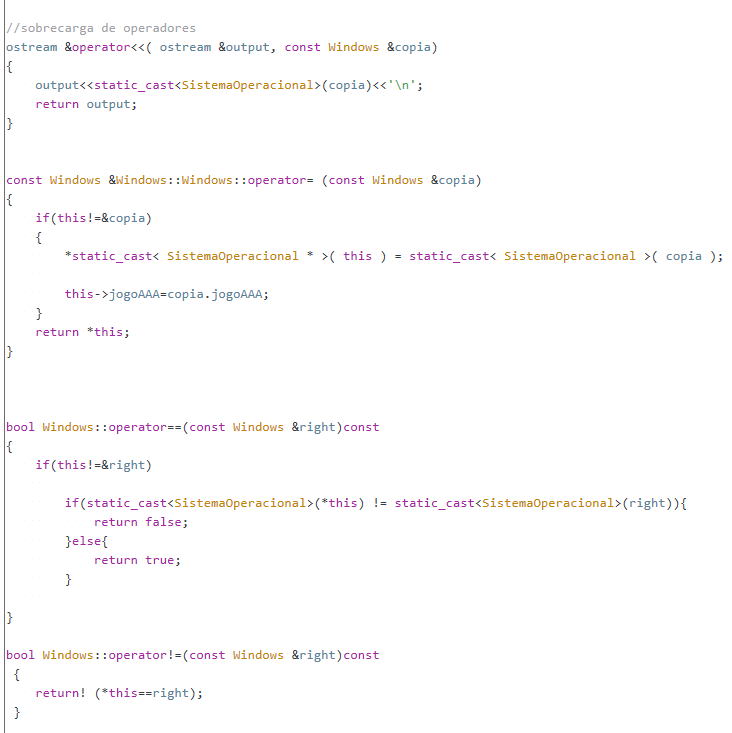 //sobrecarga de operadores
ostream &operator<<( ostream &output, const Windows &copia)
{
    output<<static_cast<SistemaOperacional>(copia)<<'\n';
    return output;
}
const Windows &Windows::Windows::operator= (const Windows &copia)
{
    if(this!=&copia)
    {
        *static_cast< SistemaOperacional * >( this ) = static_cast< SistemaOperacional >( copia );
        this->jogoAAA=copia.jogoAAA;
    }
    return *this;
}
bool Windows::operator==(const Windows &right)const
{
    if(this!=&right)
        if(static_cast<SistemaOperacional>(*this) != static_cast<SistemaOperacional>(right)){
            return false;
        }else{
            return true;
        }
}
bool Windows::operator!=(const Windows &right)const
 {
    return! (*this==right);
 }